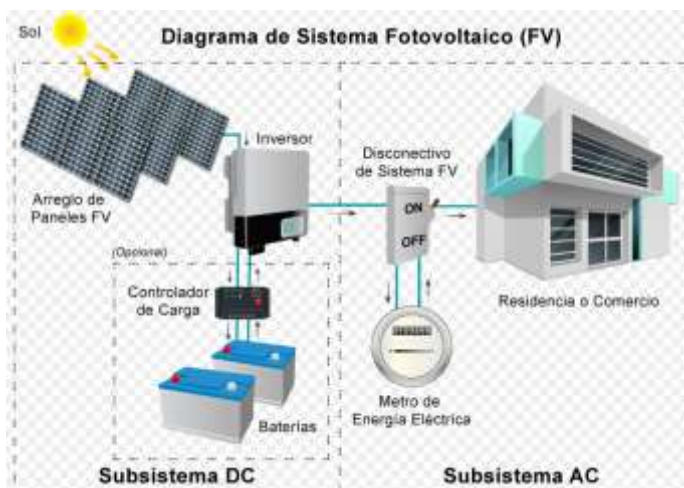 Sol
Diagrama de Sistema Fotovoltaico (FV)
Inversor
Disconectivo
de Sistema FV
Arreglo de
Paneles FV
ON
OFF
(Opcional)
Controlador
de Carga
Residencia o Comercio
Baterías
Metro de
Energía Eléctrica
Subsistema DC
Subsistema AC